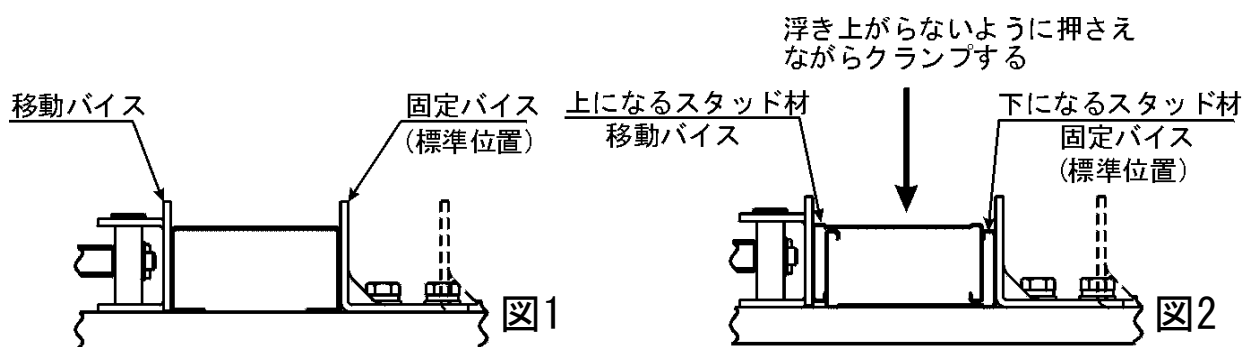 移動バイス
固定バイス
(標準位置)
図1
浮き上がらないように押さえ
ながらクランプする
上になるスタッド材
移動バイス
下になるスタッド材
固定バイス
(標準位置)
図2